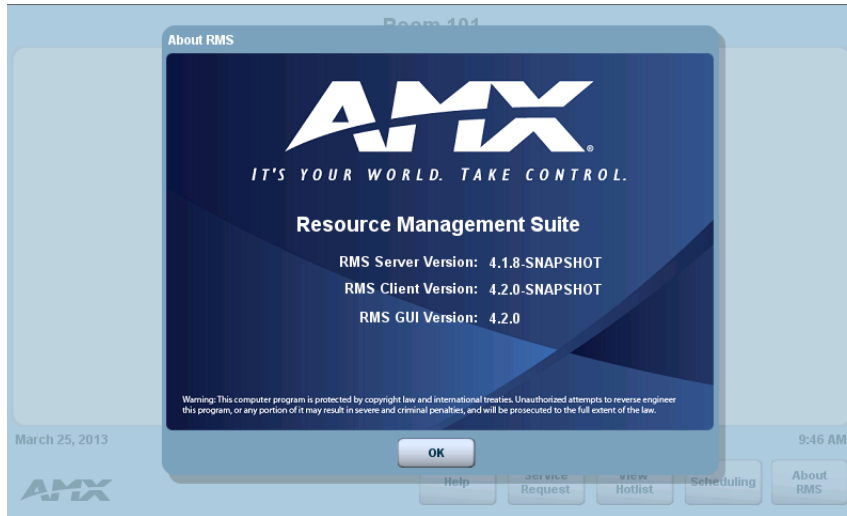 Room 101
About RMS
AMX®
IT'S YOUR WORLD. TAKE CONTROL.
Resource Management Suite
RMS Server Version: 4.1.8-SNAPSHOT
RMS Client Version: 4.2.0-SNAPSHOT
RMS GUI Version: 4.2.0
Warning: This computer program is protected by copyright law and international treaties. Unauthorized attempts to reverse engineer
this program, or any portion of it may result in severe and criminal penalties, and will be prosecuted to the full extent of the law.
March 25, 2013
9:46 AM
OK
AMX
Help
Service
Request
View
Hotlist
Scheduling
About
RMS